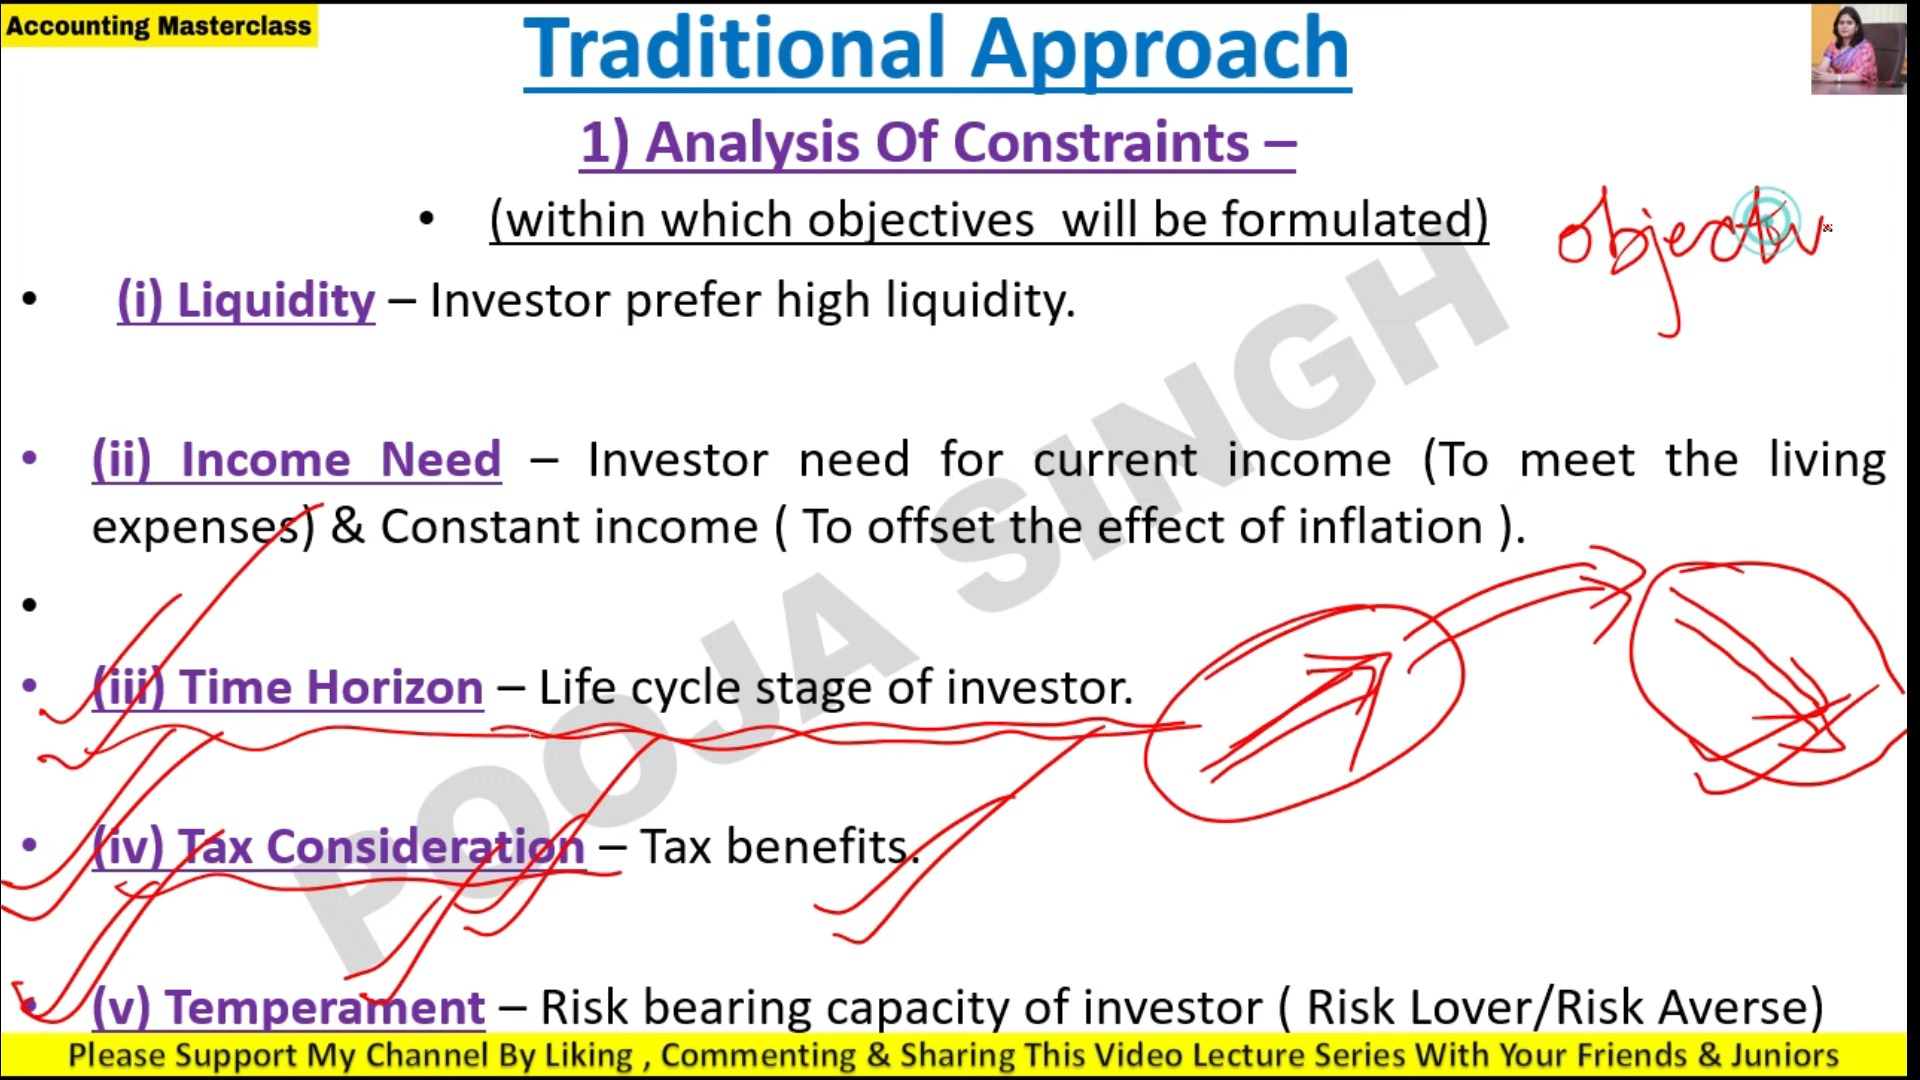 Accounting Masterclass
Traditional Approach
1) Analysis Of Constraints –
• (within which objectives will be formulated)
objectiv
• (i) Liquidity – Investor prefer high liquidity.
• (ii) Income Need – Investor need for current income (To meet the living
expenses) & Constant income ( To offset the effect of inflation ).
•
• (iii) Time Horizon – Life cycle stage of investor.
• (iv) Tax Consideration – Tax benefits.
• (v) Temperament – Risk bearing capacity of investor ( Risk Lover/Risk Averse)
POOJA SINGH
Please Support My Channel By Liking , Commenting & Sharing This Video Lecture Series With Your Friends & Juniors